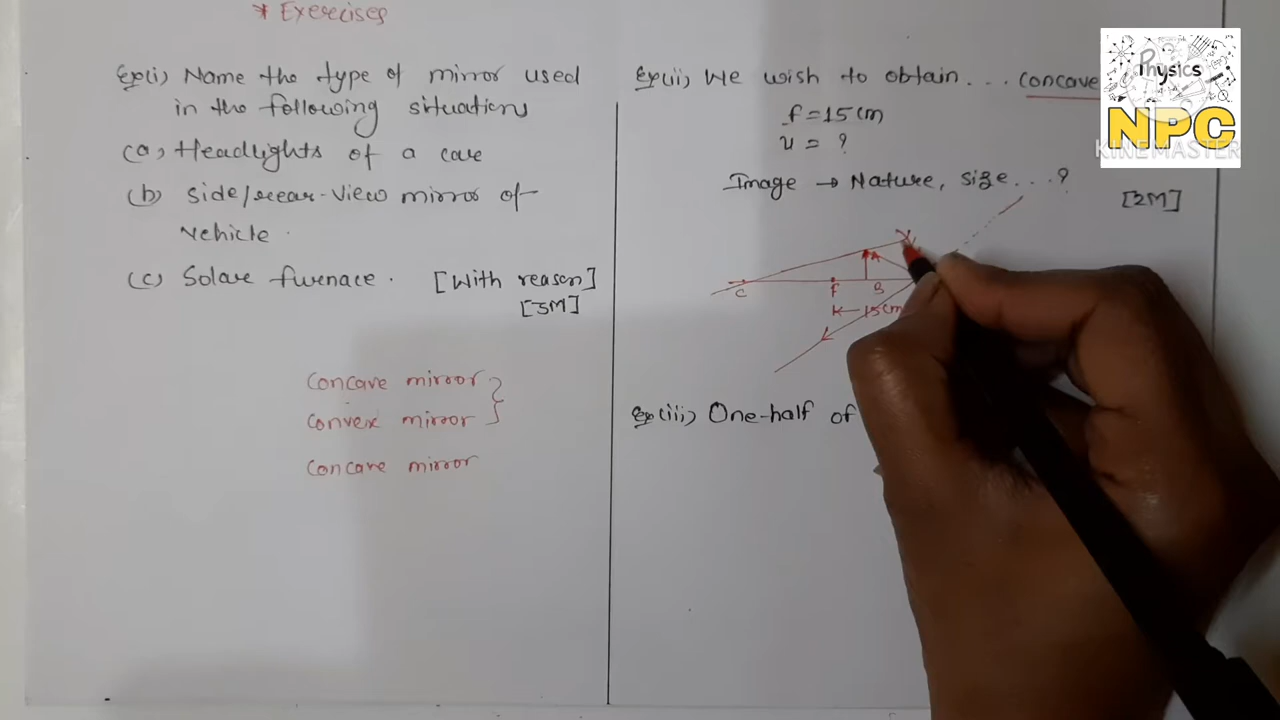 * Exercises
Ex(i) Name the type of mirror used
in the following situations
(a) Headlights of a car
(b) side/rear-view mirror of
vehicle.
(c) Solar furnace. [With reason]
[3M]
Concave mirror
Convex mirror
Concave mirror
Ex(ii) We wish to obtain... concave
f = 15 cm
u = ?
Image → Nature, size...?
[2M]
A
C F B
15 cm
Ex(iii) One-half of
Physics
NPC
KINEMASTER